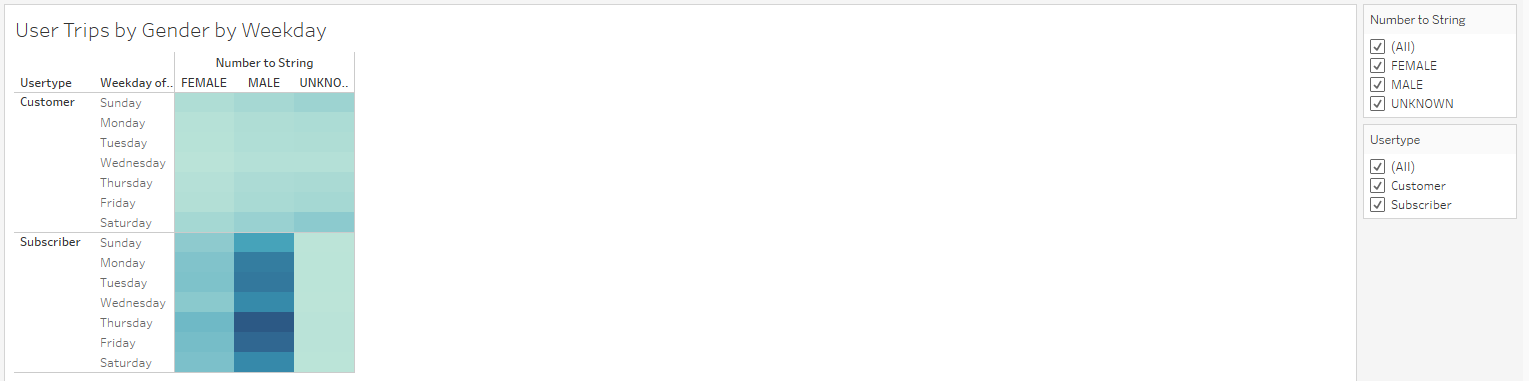 User Trips by Gender by Weekday
Number to String
Usertype Weekday of.. FEMALE MALE UNKNO..
Customer Sunday
Monday
Tuesday
Wednesday
Thursday
Friday
Saturday
Subscriber Sunday
Monday
Tuesday
Wednesday
Thursday
Friday
Saturday
Number to String
(All)
FEMALE
MALE
UNKNOWN
Usertype
(All)
Customer
Subscriber